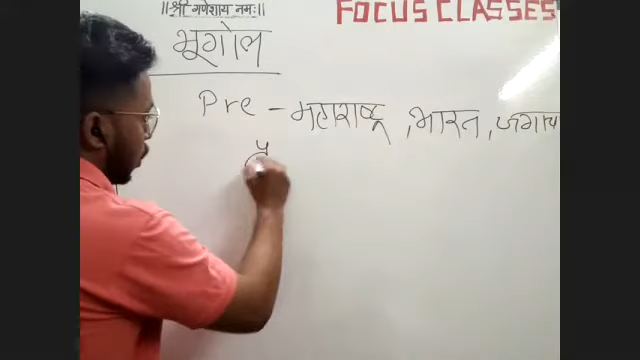 ||श्री गणेशाय नमः||
FOCUS CLASSES
भूगोल
Pre - महाराष्ट्र , भारत ,